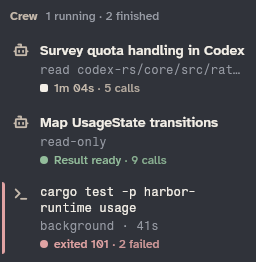 Crew 1 running · 2 finished
Survey quota handling in Codex
read codex-rs/core/src/rat…
1m 04s · 5 calls
Map UsageState transitions
read-only
Result ready · 9 calls
cargo test -p harbor-
runtime usage
background · 41s
exited 101 · 2 failed